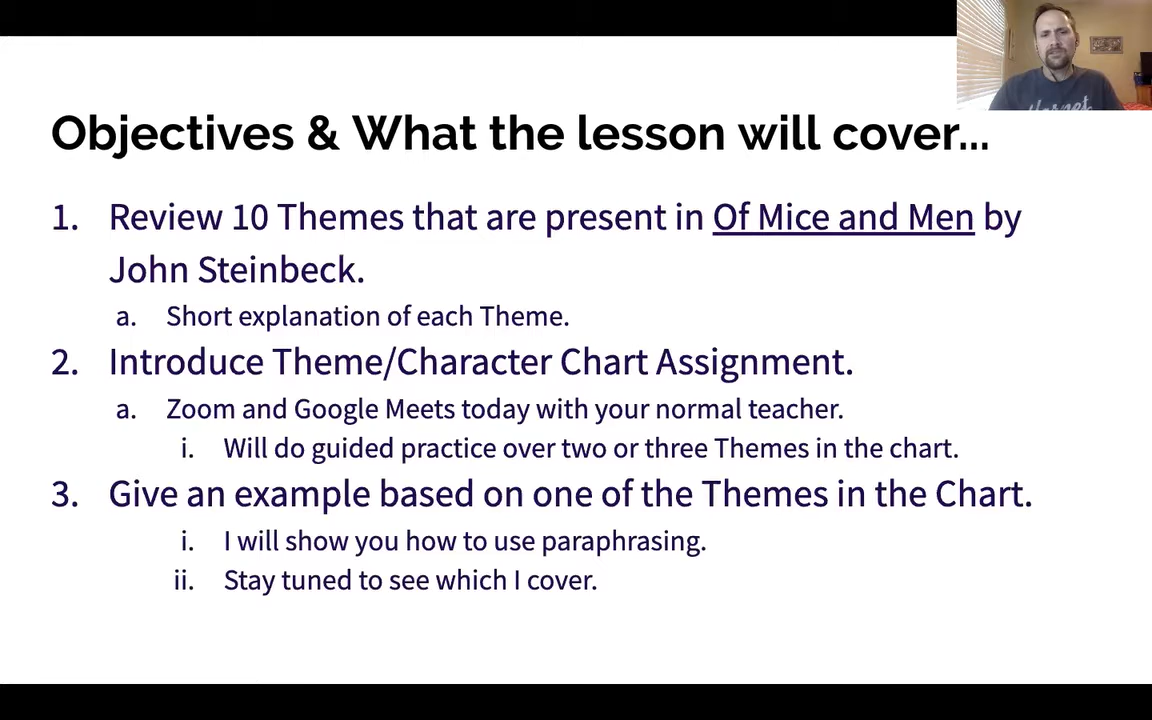 Objectives & What the lesson will cover...
1. Review 10 Themes that are present in Of Mice and Men by
John Steinbeck.
a. Short explanation of each Theme.
2. Introduce Theme/Character Chart Assignment.
a. Zoom and Google Meets today with your normal teacher.
i. Will do guided practice over two or three Themes in the chart.
3. Give an example based on one of the Themes in the Chart.
i. I will show you how to use paraphrasing.
ii. Stay tuned to see which I cover.